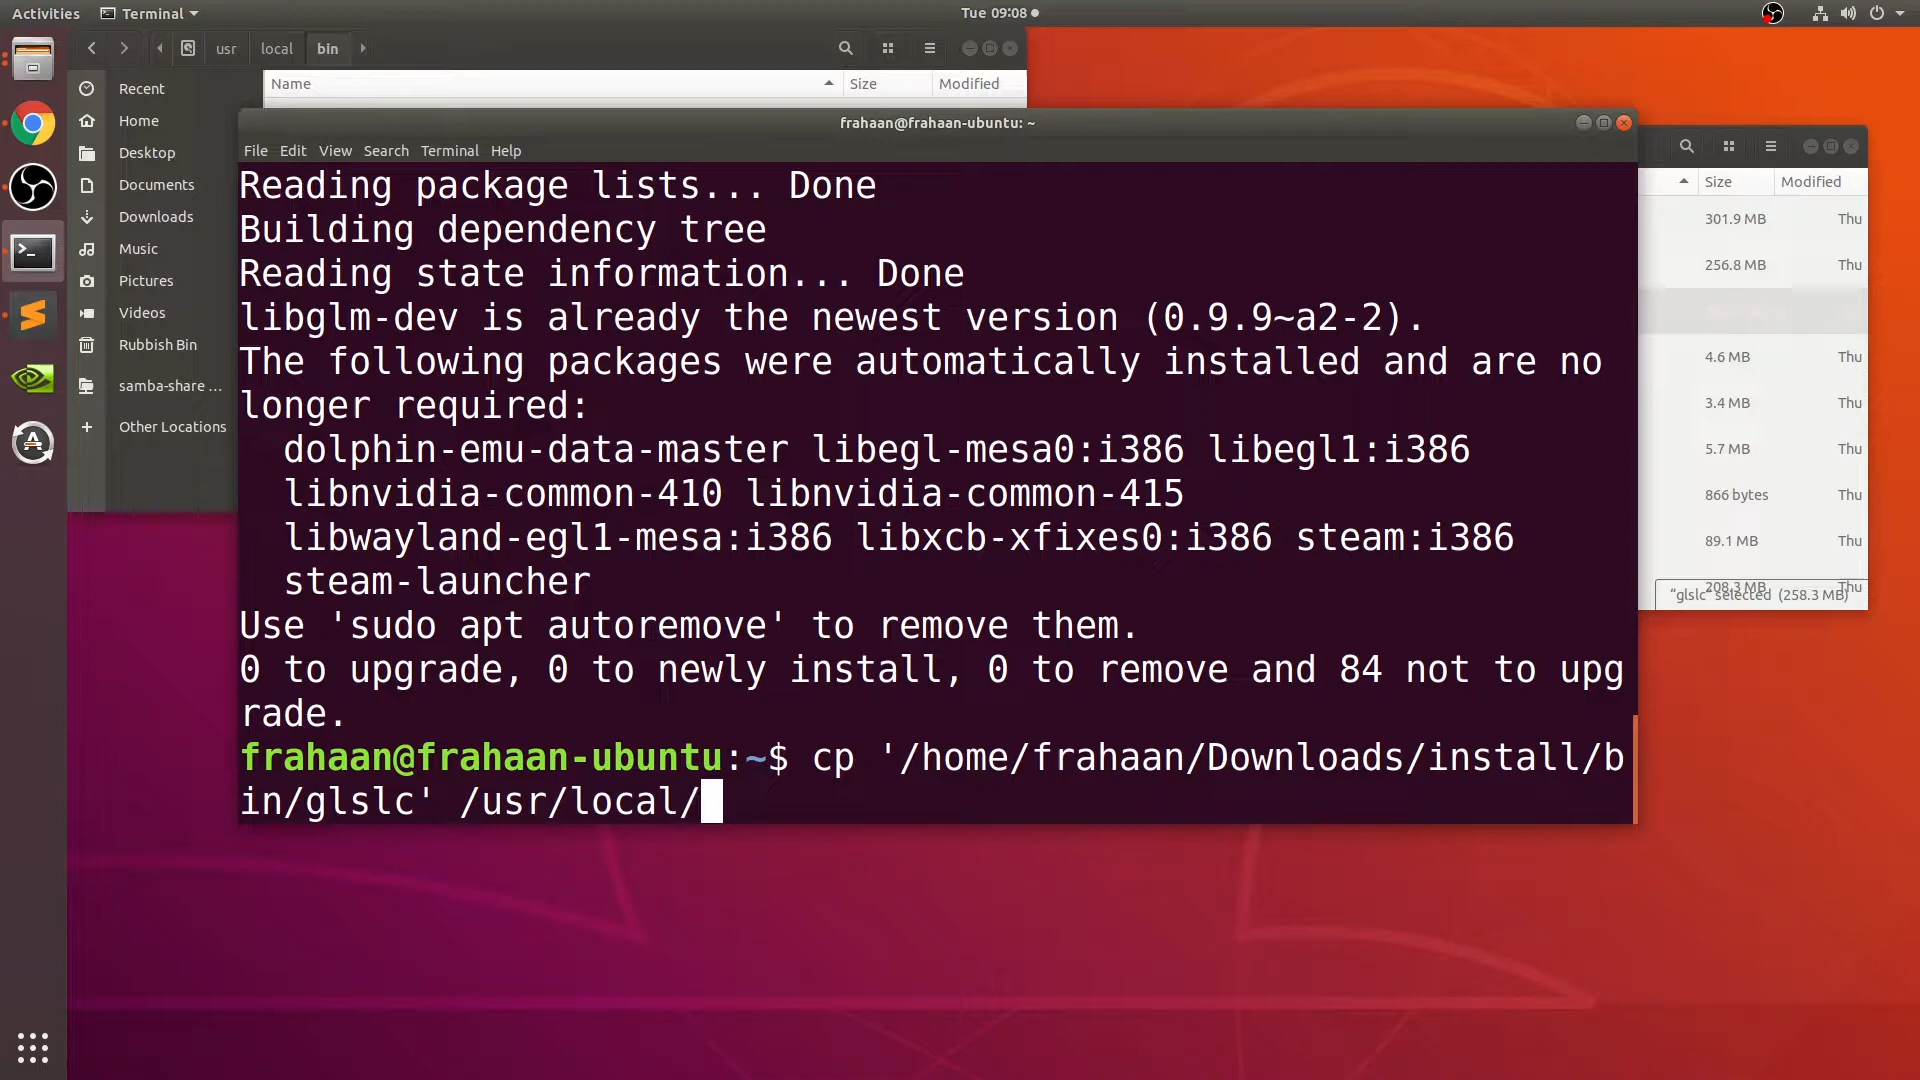 Activities Terminal Tue 09:08
usr local bin
Name Size Modified
Recent
Home
Desktop
Documents
Downloads
Music
Pictures
Videos
Rubbish Bin
samba-share ...
Other Locations
frahaan@frahaan-ubuntu: ~
File Edit View Search Terminal Help
Reading package lists... Done
Building dependency tree
Reading state information... Done
libglm-dev is already the newest version (0.9.9~a2-2).
The following packages were automatically installed and are no
longer required:
dolphin-emu-data-master libegl-mesa0:i386 libegl1:i386
libnvidia-common-410 libnvidia-common-415
libwayland-egl1-mesa:i386 libxcb-xfixes0:i386 steam:i386
steam-launcher
Use 'sudo apt autoremove' to remove them.
0 to upgrade, 0 to newly install, 0 to remove and 84 not to upg
rade.
frahaan@frahaan-ubuntu:~$ cp '/home/frahaan/Downloads/install/b
in/glslc' /usr/local/
Size Modified
301.9 MB Thu
256.8 MB Thu
4.6 MB Thu
3.4 MB Thu
5.7 MB Thu
866 bytes Thu
89.1 MB Thu
208.3 MB Thu
"glslc" selected (258.3 MB)